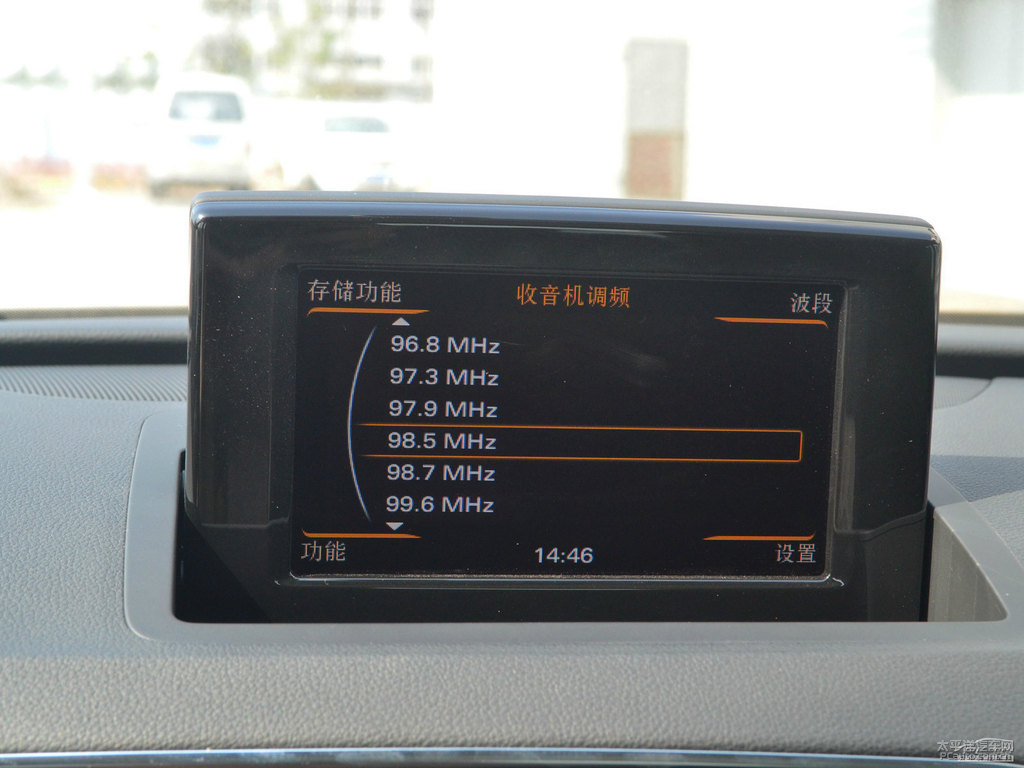 存储功能 收音机调频 波段
96.8 MHz
97.3 MHz
97.9 MHz
98.5 MHz
98.7 MHz
99.6 MHz
功能 14:46 设置
太平洋汽车网